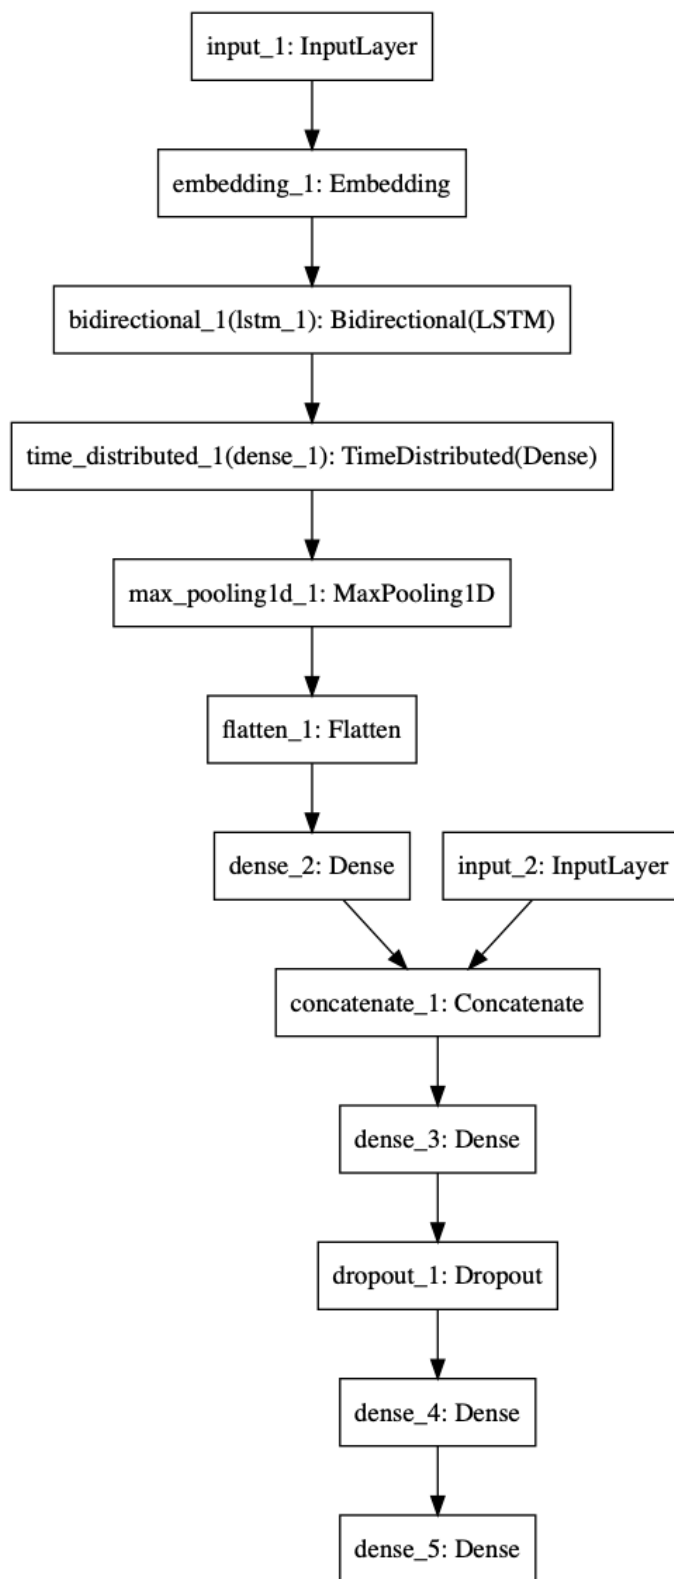 input_1: InputLayer
embedding_1: Embedding
bidirectional_1(lstm_1): Bidirectional(LSTM)
time_distributed_1(dense_1): TimeDistributed(Dense)
max_pooling1d_1: MaxPooling1D
flatten_1: Flatten
dense_2: Dense
input_2: InputLayer
concatenate_1: Concatenate
dense_3: Dense
dropout_1: Dropout
dense_4: Dense
dense_5: Dense